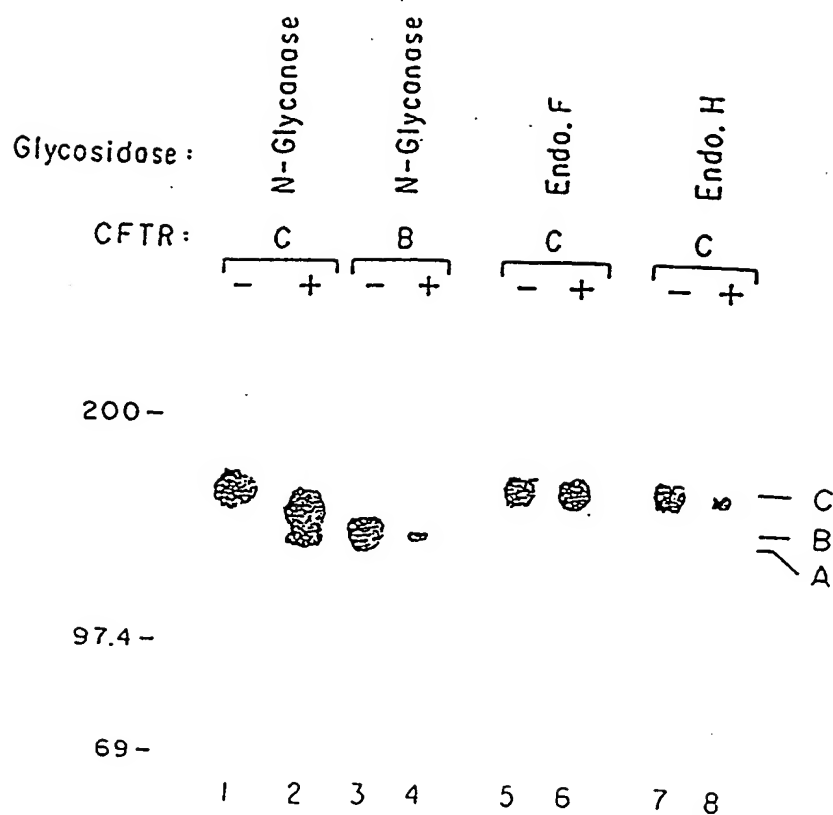 Glycosidase: N-Glycanase N-Glycanase Endo. F Endo. H
CFTR: C B C C
- + - + - + - +
200-
C
B
A
97.4-
69-
1 2 3 4 5 6 7 8